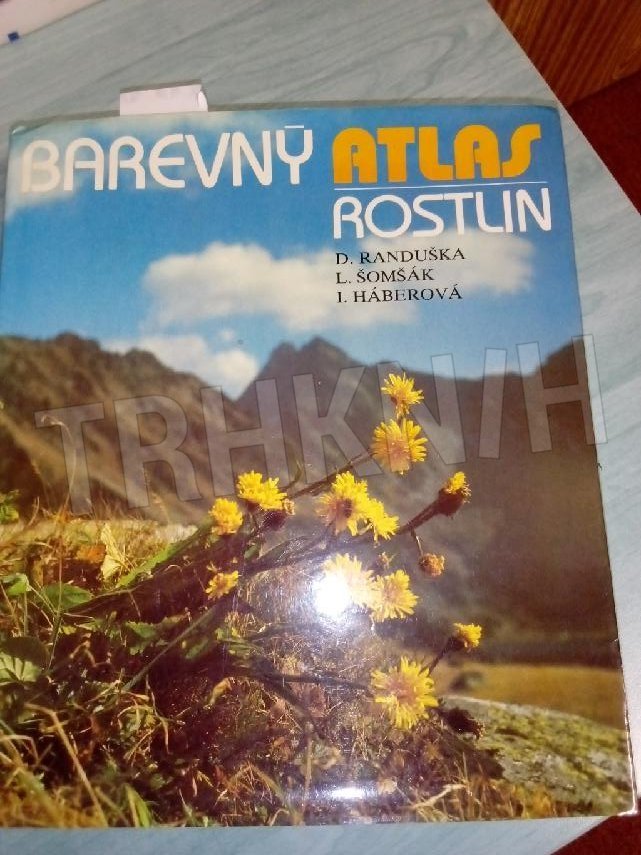 BAREVNÝ ATLAS
ROSTLIN
D. RANDUŠKA
L. ŠOMŠÁK
I. HÁBEROVÁ
TRHKNIH